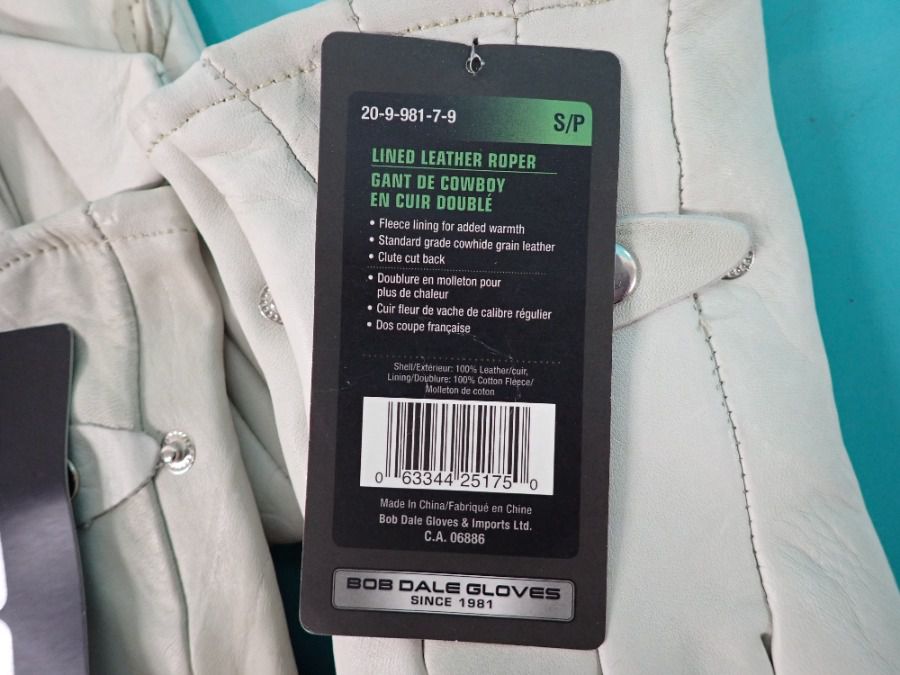 20-9-981-7-9
S/P
LINED LEATHER ROPER
GANT DE COWBOY
EN CUIR DOUBLÉ
• Fleece lining for added warmth
• Standard grade cowhide grain leather
• Clute cut back
• Doublure en molleton pour
plus de chaleur
• Cuir fleur de vache de calibre régulier
• Dos coupe française
Shell/Extérieur: 100% Leather/cuir,
Lining/Doublure: 100% Cotton Fleece/
Molleton de coton
0 63344 25175 0
Made In China/Fabriqué en Chine
Bob Dale Gloves & Imports Ltd.
C.A. 06886
BOB DALE GLOVES
SINCE 1981